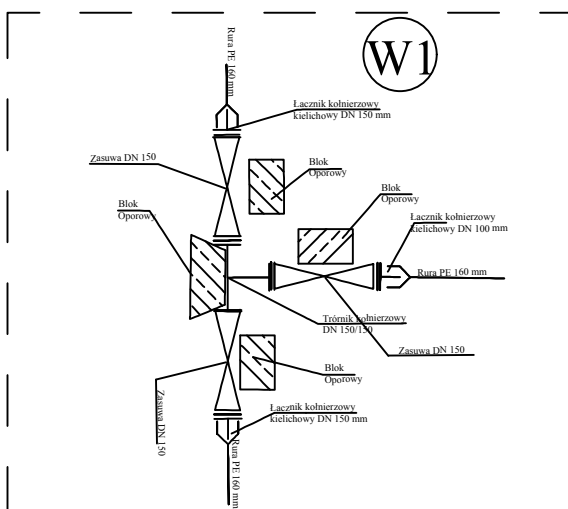 W1
Rura PE 160 mm
Łacznik kołnierzowy
kielichowy DN 150 mm
Zasuwa DN 150
Blok
Oporowy
Blok
Oporowy
Blok
Oporowy
Łacznik kołnierzowy
kielichowy DN 100 mm
Rura PE 160 mm
Trórnik kołnierzowy
DN 150/150
Zasuwa DN 150
Blok
Oporowy
Zasuwa DN 150
Łacznik kołnierzowy
kielichowy DN 150 mm
Rura PE 160 mm